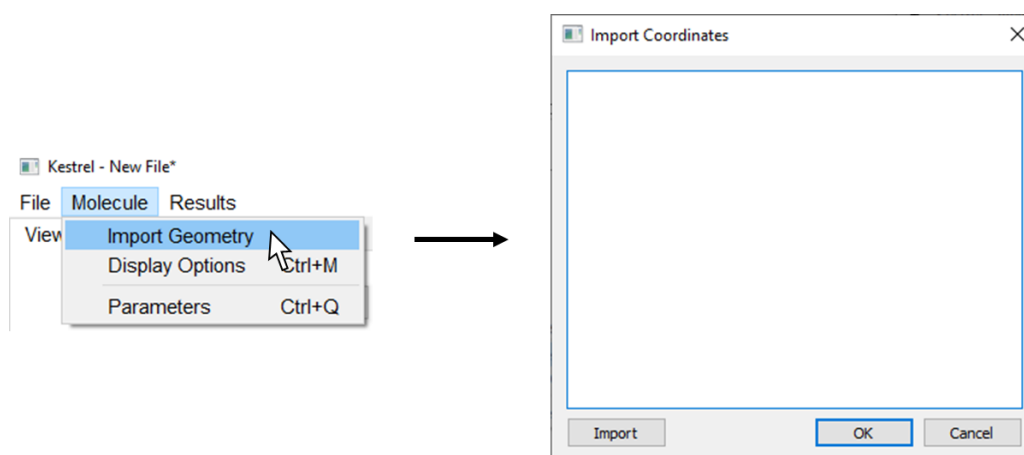 Kestrel - New File*
File Molecule Results
View
Import Geometry
Display Options Ctrl+M
Parameters Ctrl+Q
Import Coordinates
Import OK Cancel